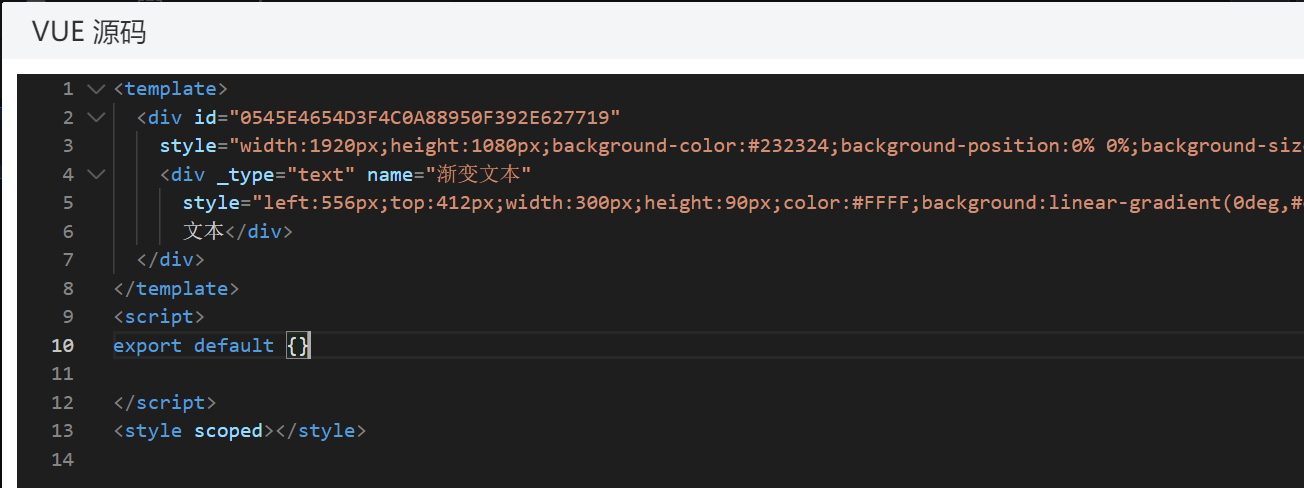 VUE 源码
1 <template>
2 <div id="0545E4654D3F4C0A88950F392E627719"
3 style="width:1920px;height:1080px;background-color:#232324;background-position:0% 0%;background-siz
4 <div _type="text" name="渐变文本"
5 style="left:556px;top:412px;width:300px;height:90px;color:#FFFF;background:linear-gradient(0deg,#
6 文本</div>
7 </div>
8 </template>
9 <script>
10 export default {}
11
12 </script>
13 <style scoped></style>
14